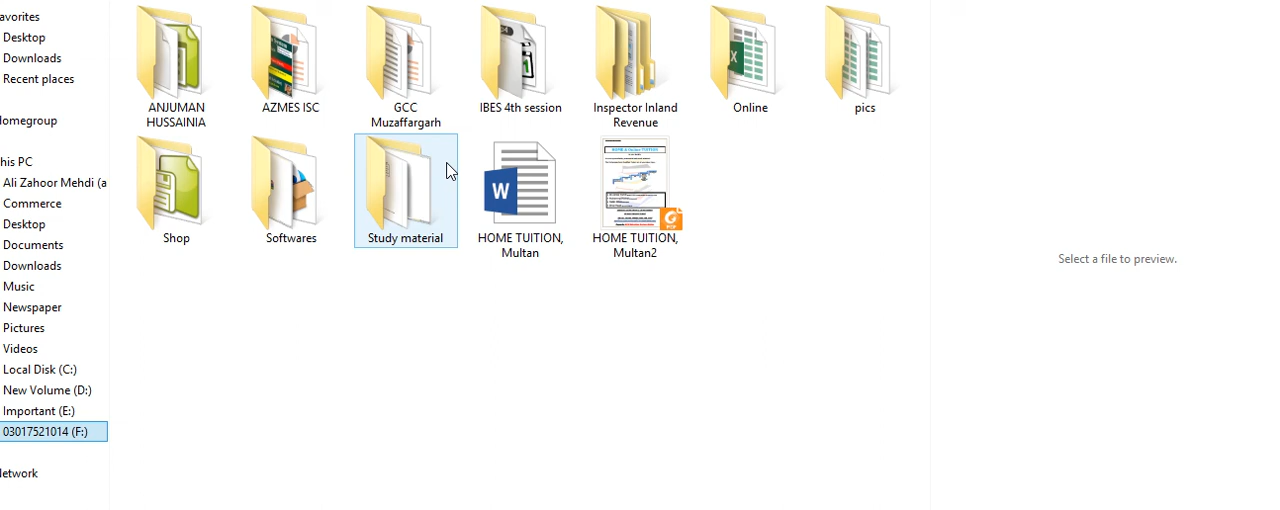 avorites
Desktop
Downloads
Recent places
omegroup
his PC
Ali Zahoor Mehdi (a
Commerce
Desktop
Documents
Downloads
Music
Newspaper
Pictures
Videos
Local Disk (C:)
New Volume (D:)
Important (E:)
03017521014 (F:)
etwork
ANJUMAN
HUSSAINIA
AZMES ISC
GCC
Muzaffargarh
IBES 4th session
Inspector Inland
Revenue
Online
pics
Shop
Softwares
Study material
HOME TUITION,
Multan
HOME TUITION,
Multan2
Select a file to preview.